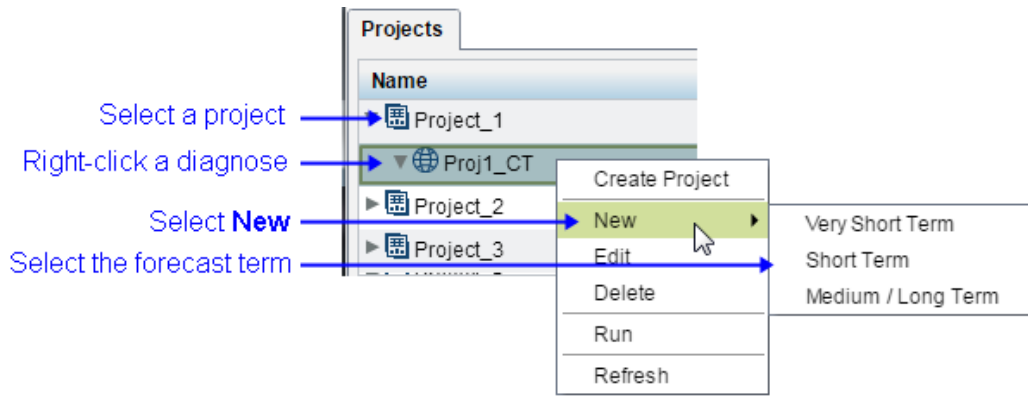 Projects
Name
Select a project
Project_1
Right-click a diagnose
Proj1_CT
Create Project
Select New
Project_2
New
Very Short Term
Select the forecast term
Project_3
Edit
Short Term
Delete
Medium / Long Term
Run
Refresh